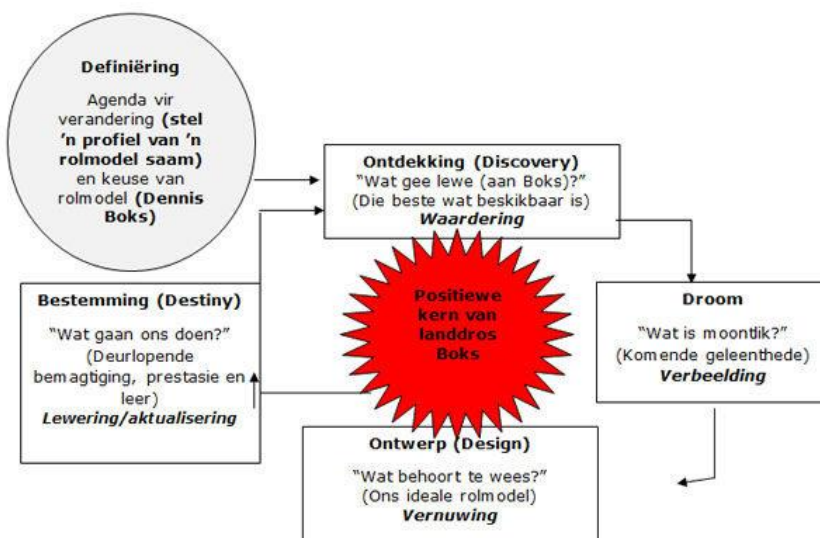 Definiëring
Agenda vir
verandering (stel
’n profiel van ’n
rolmodel saam)
en keuse van
rolmodel (Dennis
Boks)
Ontdekking (Discovery)
“Wat gee lewe (aan Boks)?”
(Die beste wat beskikbaar is)
Waardering
Positiewe
kern van
landdros
Boks
Bestemming (Destiny)
“Wat gaan ons doen?”
(Deurlopende
bemagtiging, prestasie en
leer)
Lewering/aktualisering
Droom
“Wat is moontlik?”
(Komende geleenthede)
Verbeelding
Ontwerp (Design)
“Wat behoort te wees?”
(Ons ideale rolmodel)
Vernuwing